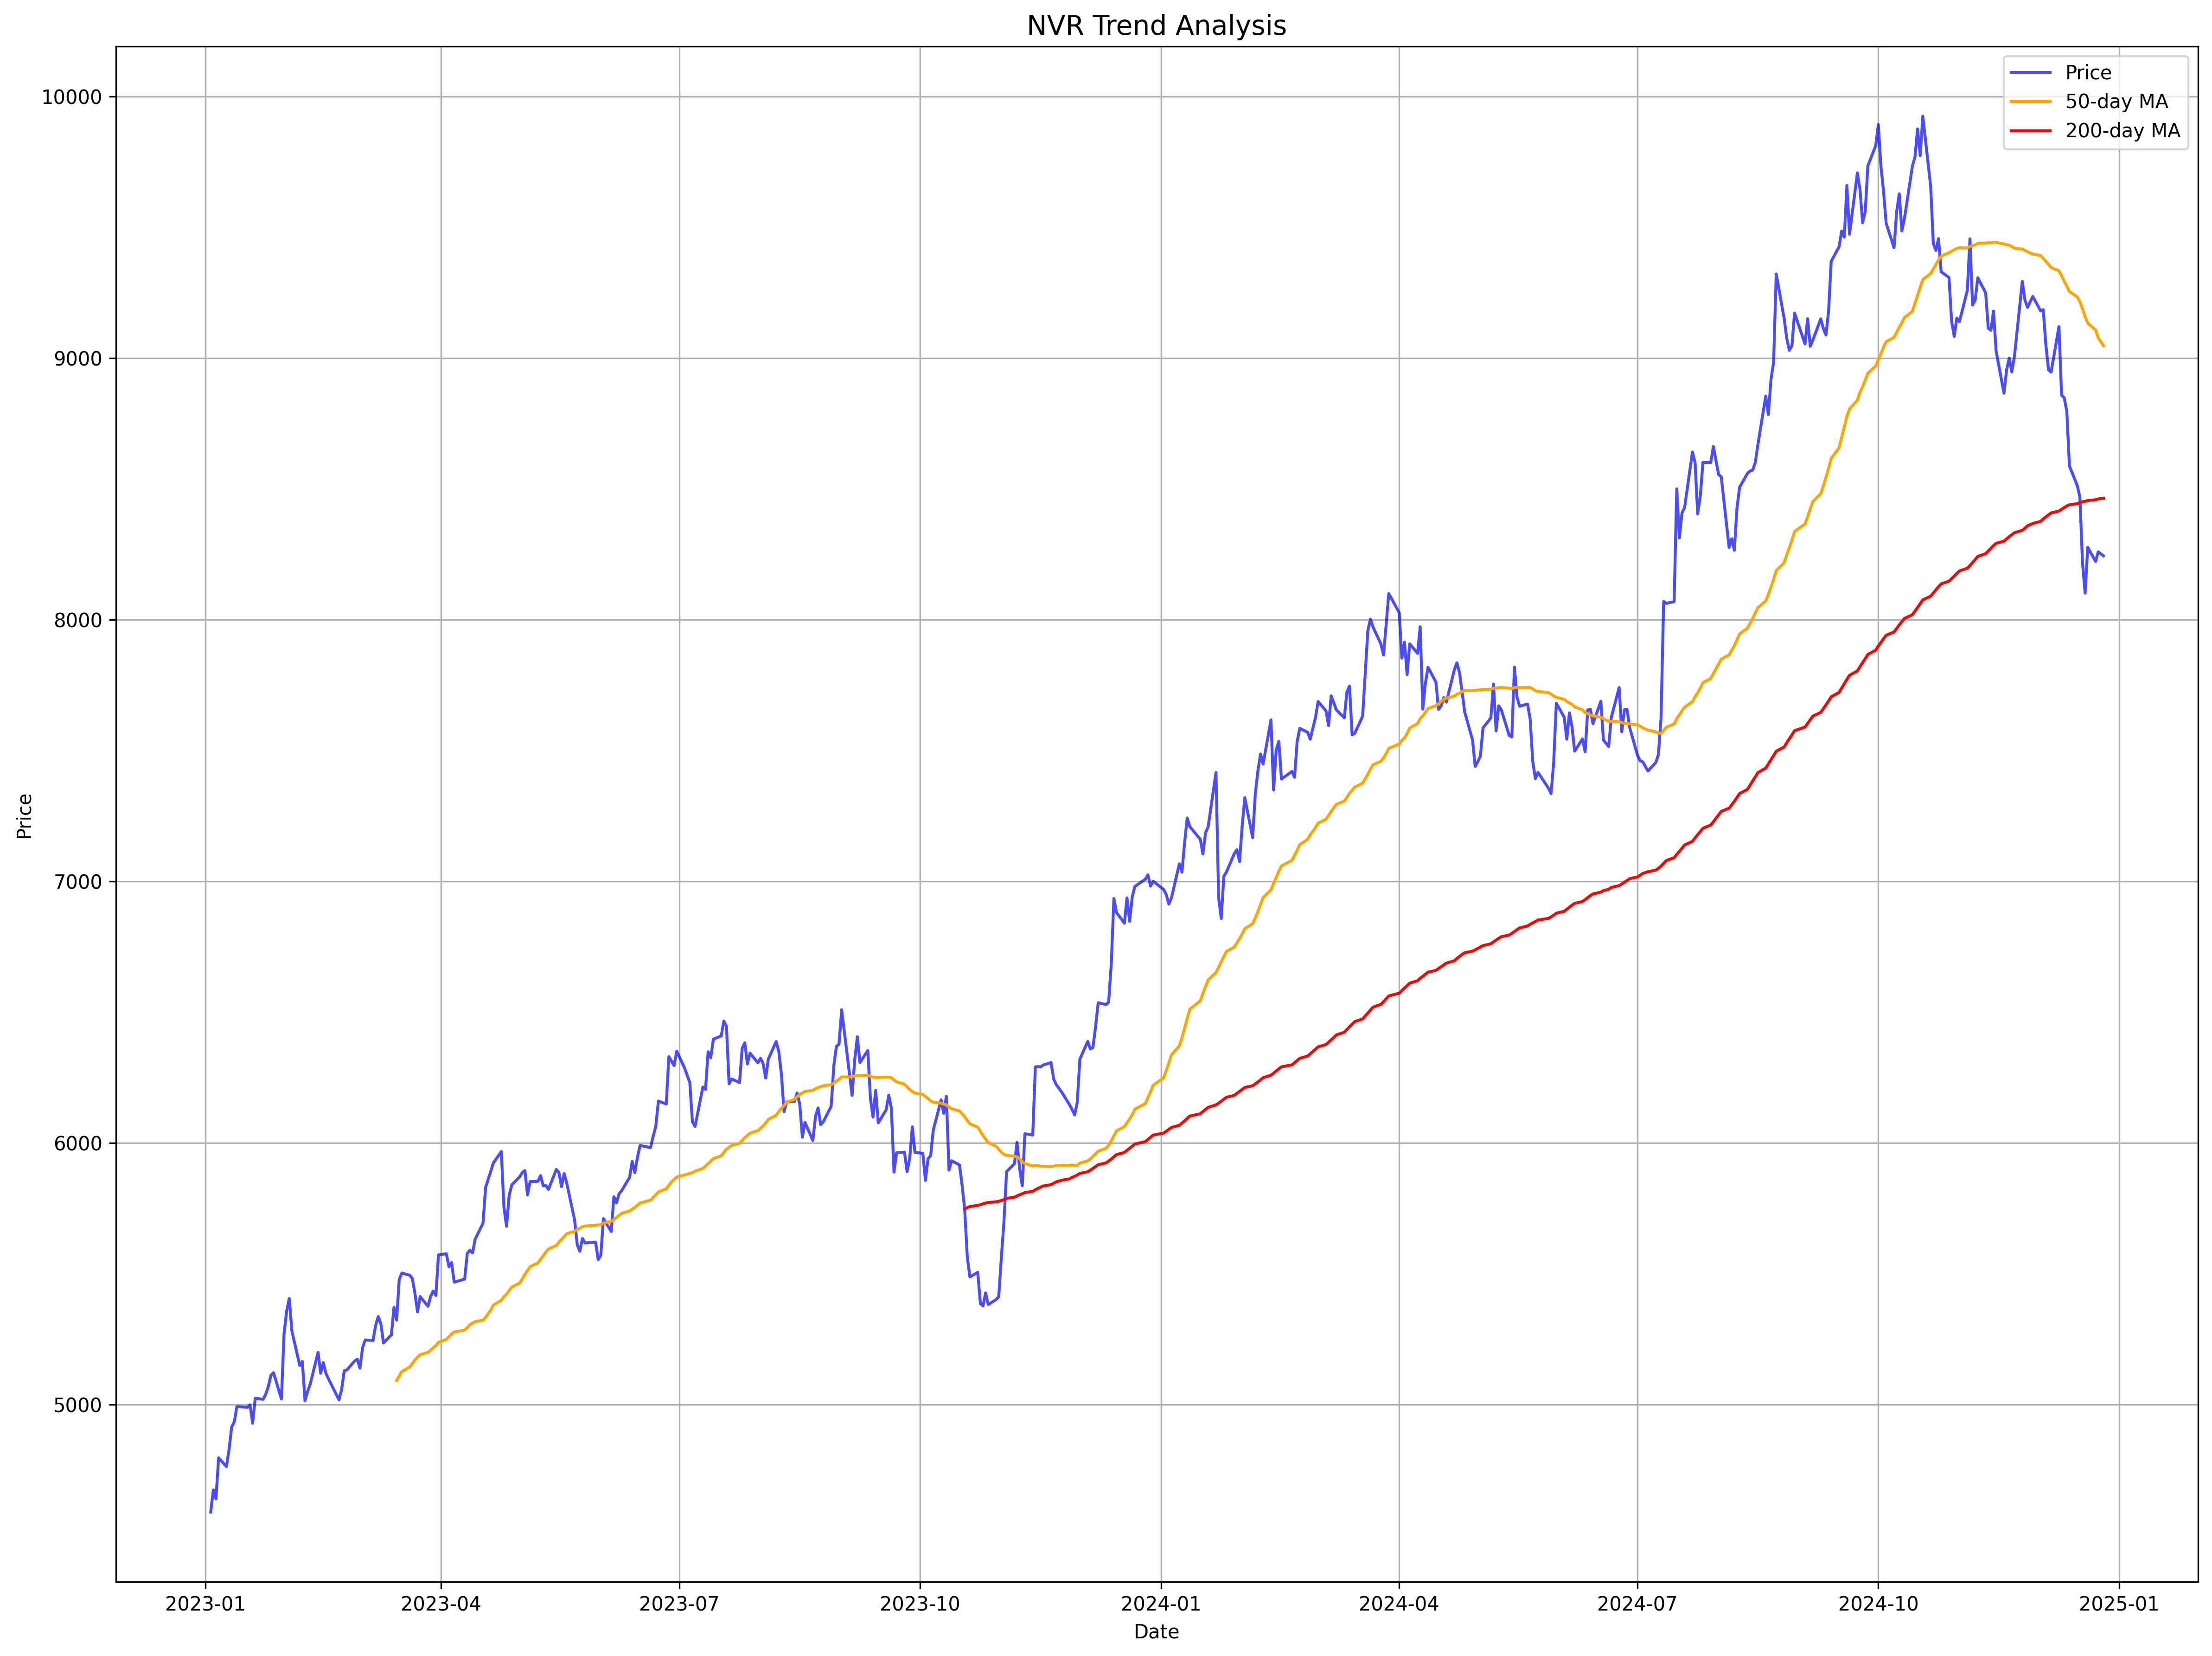 NVR Trend Analysis
Price
50-day MA
200-day MA
10000
9000
8000
7000
6000
5000
Price
2023-01
2023-04
2023-07
2023-10
2024-01
2024-04
2024-07
2024-10
2025-01
Date